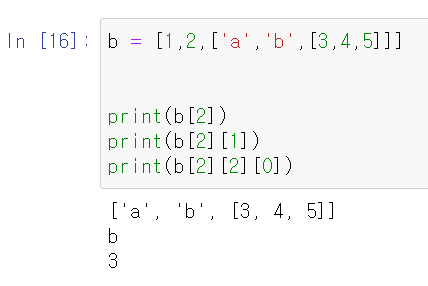 In [16]: b = [1,2,['a','b',[3,4,5]]]
print(b[2])
print(b[2][1])
print(b[2][2][0])
['a', 'b', [3, 4, 5]]
b
3